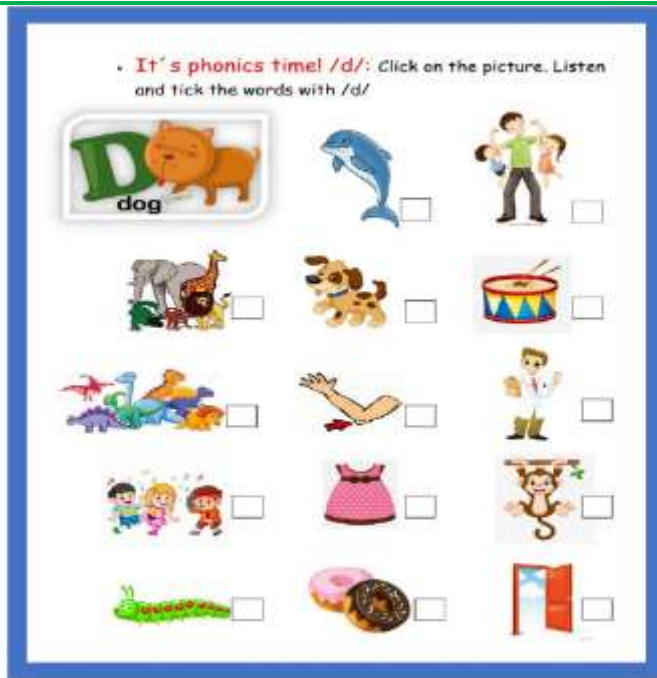 • It´s phonics time! /d/: Click on the picture. Listen
and tick the words with /d/
D
dog